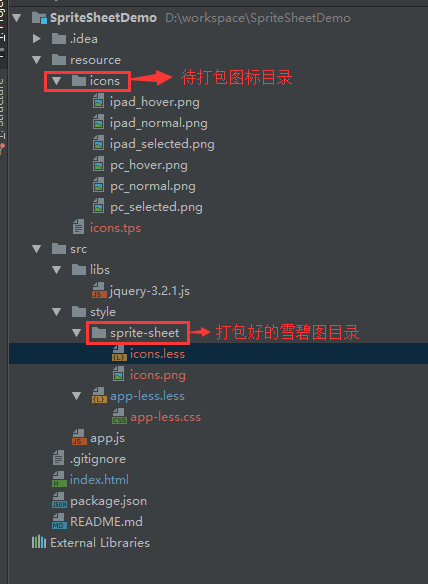 SpriteSheetDemo D:\workspace\SpriteSheetDemo
.idea
resource
icons 待打包图标目录
ipad_hover.png
ipad_normal.png
ipad_selected.png
pc_hover.png
pc_normal.png
pc_selected.png
icons.tps
src
libs
jquery-3.2.1.js
style
sprite-sheet 打包好的雪碧图目录
icons.less
icons.png
app-less.less
app-less.css
app.js
.gitignore
index.html
package.json
README.md
External Libraries